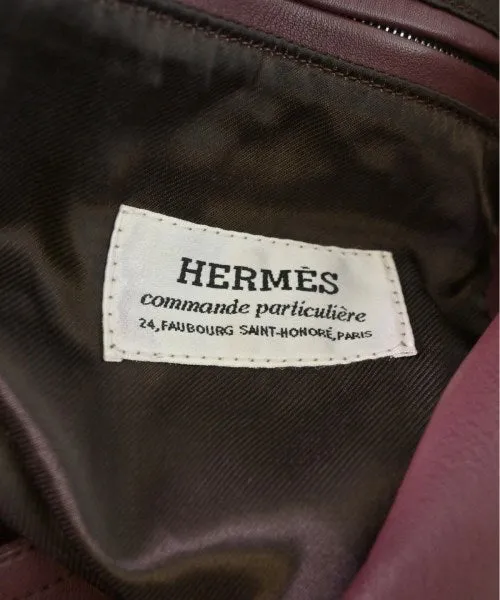 HERMÈS
commande particulière
24,FAUBOURG SAINT-HONORÉ,PARIS